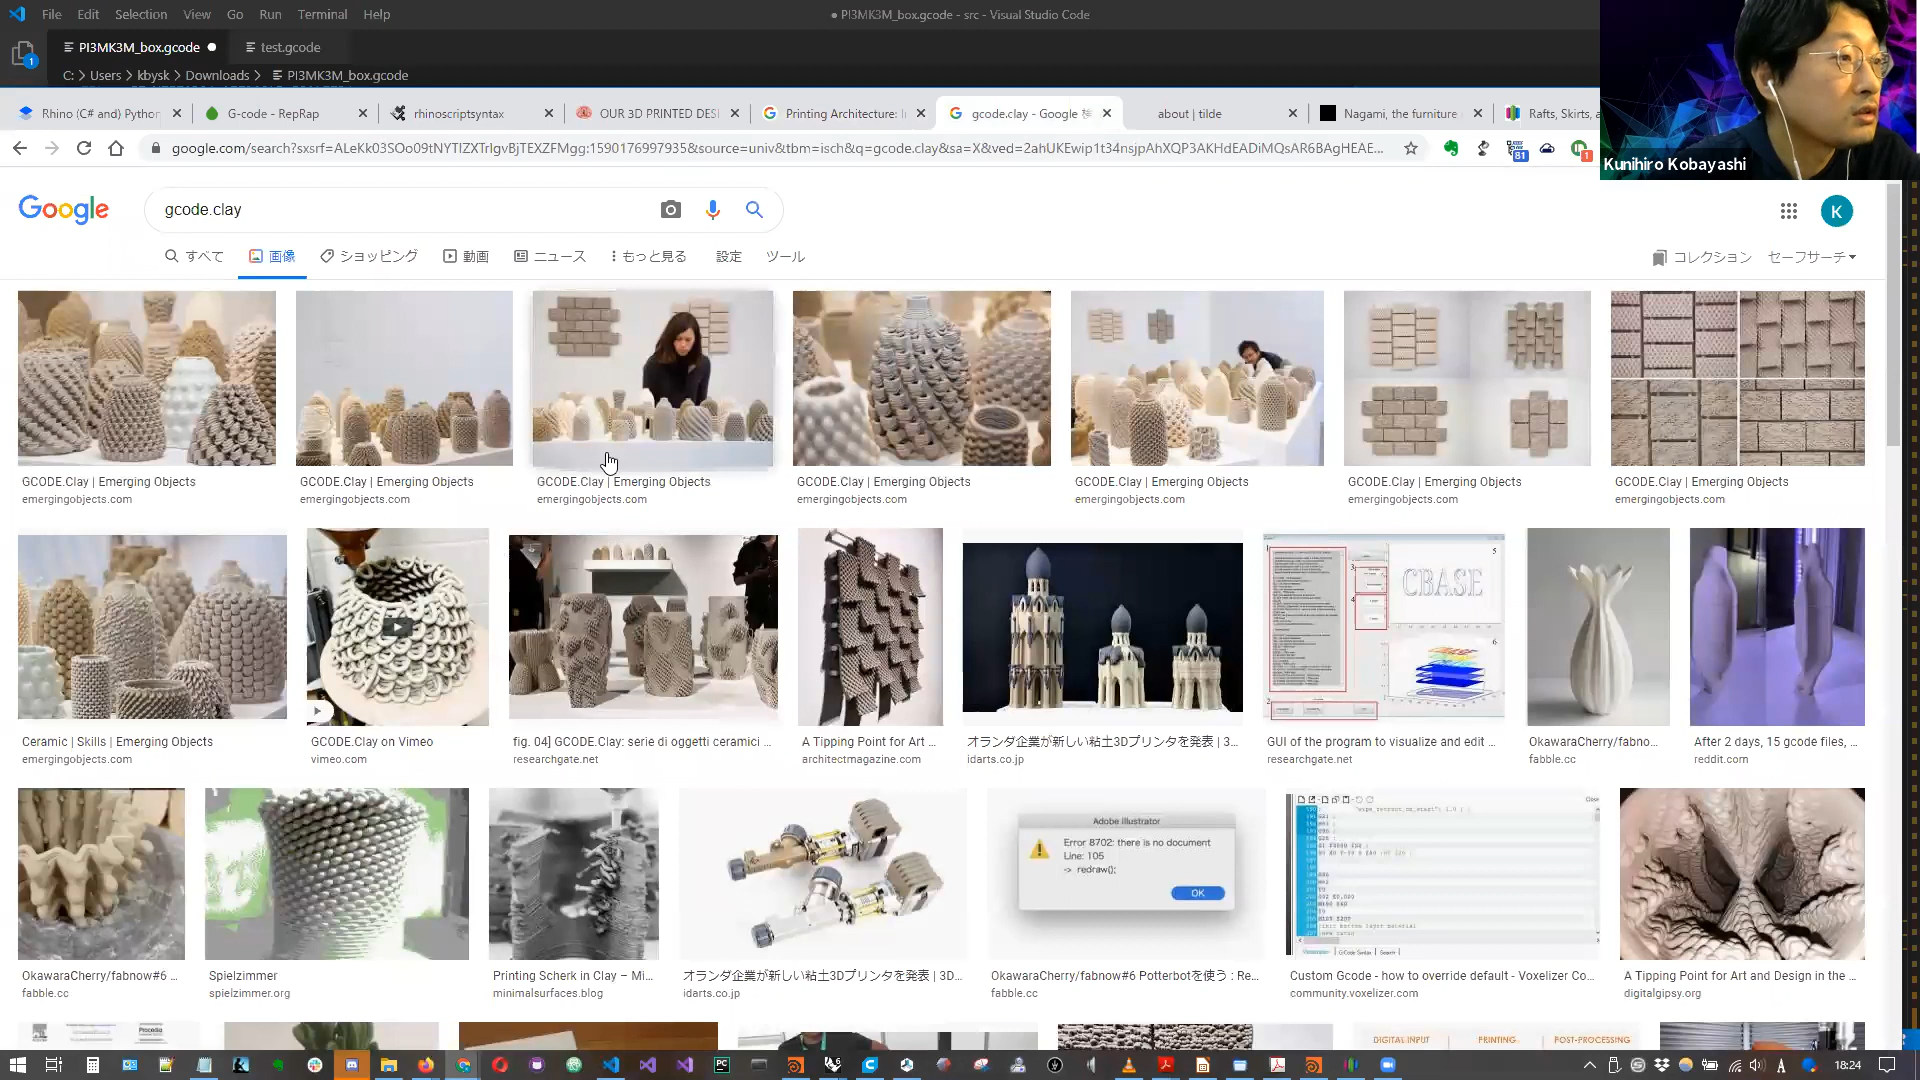 File Edit Selection View Go Run Terminal Help
● PI3MK3M_box.gcode - src - Visual Studio Code
PI3MK3M_box.gcode ●
test.gcode
1
C: > Users > kbysk > Downloads > PI3MK3M_box.gcode
Rhino (C# and) Python
G-code - RepRap
rhinoscriptsyntax
OUR 3D PRINTED DES
Printing Architecture: I
gcode.clay - Google 検
about | tilde
Nagami, the furniture
Rafts, Skirts, a
google.com/search?sxsrf=ALeKk03SOo09tNYTIZXTrIgvBjTEXZFMgg:1590176997935&source=univ&tbm=isch&q=gcode.clay&sa=X&ved=2ahUKEwip1t34nsjpAhXQP3AKHdEADiMQsAR6BAgHEAE...
81
1
Kunihiro Kobayashi
Google
gcode.clay
K
すべて 画像 ショッピング 動画 ニュース もっと見る 設定 ツール
コレクション セーフサーチ
GCODE.Clay | Emerging Objects
emergingobjects.com
GCODE.Clay | Emerging Objects
emergingobjects.com
GCODE.Clay | Emerging Objects
emergingobjects.com
GCODE.Clay | Emerging Objects
emergingobjects.com
GCODE.Clay | Emerging Objects
emergingobjects.com
GCODE.Clay | Emerging Objects
emergingobjects.com
GCODE.Clay | Emerging Objects
emergingobjects.com
CBASE
Ceramic | Skills | Emerging Objects
emergingobjects.com
GCODE.Clay on Vimeo
vimeo.com
fig. 04] GCODE.Clay: serie di oggetti ceramici ...
researchgate.net
A Tipping Point for Art ...
architectmagazine.com
オランダ企業が新しい粘土3Dプリンタを発表 | 3...
idarts.co.jp
GUI of the program to visualize and edit ...
researchgate.net
OkawaraCherry/fabno...
fabble.cc
After 2 days, 15 gcode files, ...
reddit.com
Adobe Illustrator
Error 8702: there is no document
Line: 105
-> redraw();
OK
OkawaraCherry/fabnow#6 ...
fabble.cc
Spielzimmer
spielzimmer.org
Printing Scherk in Clay – Mi...
minimalsurfaces.blog
オランダ企業が新しい粘土3Dプリンタを発表 | 3D...
idarts.co.jp
OkawaraCherry/fabnow#6 Potterbotを使う : Re...
fabble.cc
Custom Gcode - how to override default - Voxelizer Co...
community.voxelizer.com
A Tipping Point for Art and Design in the ...
digitalgipsy.org
Procedia
DIGITAL INPUT
PRINTING
POST-PROCESSING
18:24